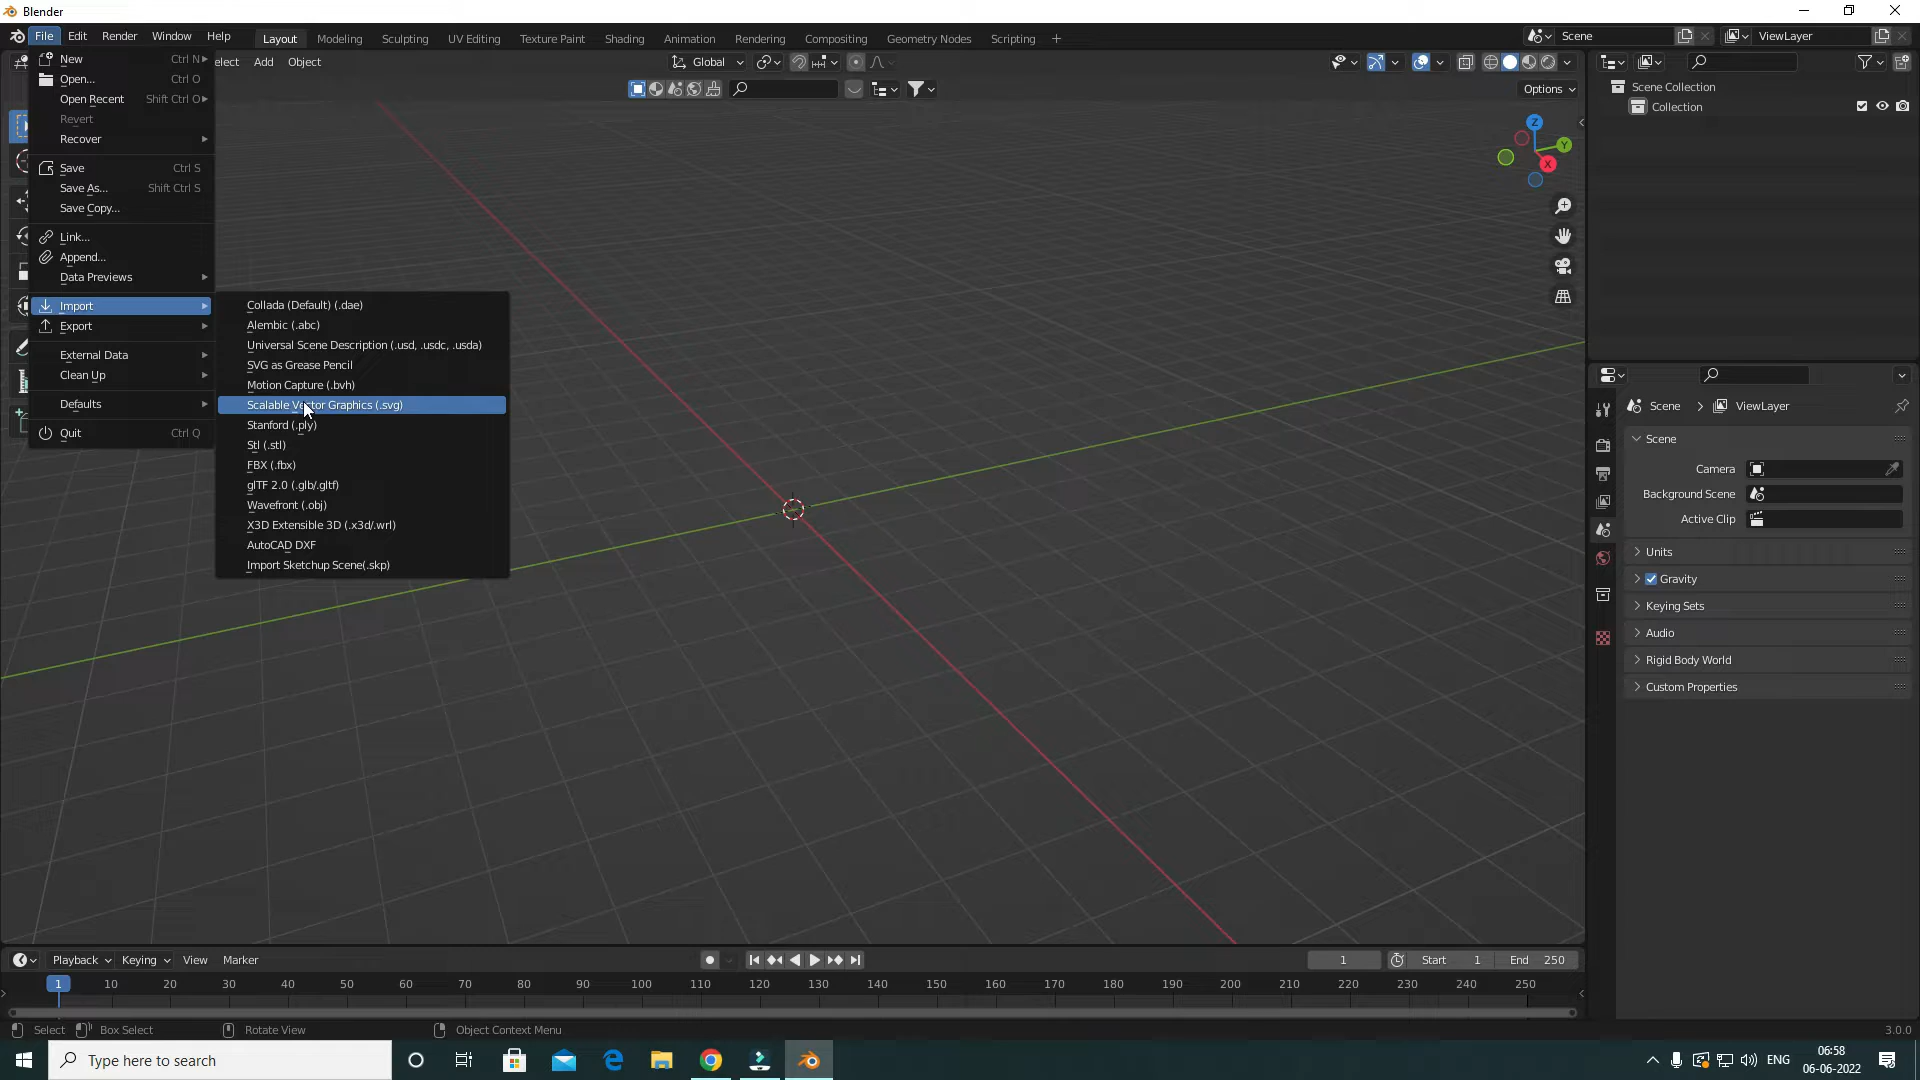 Blender
File Edit Render Window Help Layout Modeling Sculpting UV Editing Texture Paint Shading Animation Rendering Compositing Geometry Nodes Scripting + Scene ViewLayer
elect Add Object Global
Options
New Ctrl N
Open... Ctrl O
Open Recent Shift Ctrl O
Revert
Recover
Save Ctrl S
Save As... Shift Ctrl S
Save Copy...
Link...
Append...
Data Previews
Import
Export
External Data
Clean Up
Defaults
Quit Ctrl Q
Collada (Default) (.dae)
Alembic (.abc)
Universal Scene Description (.usd, .usdc, .usda)
SVG as Grease Pencil
Motion Capture (.bvh)
Scalable Vector Graphics (.svg)
Stanford (.ply)
Stl (.stl)
FBX (.fbx)
glTF 2.0 (.glb/.gltf)
Wavefront (.obj)
X3D Extensible 3D (.x3d/.wrl)
AutoCAD DXF
Import Sketchup Scene(.skp)
Z
Y
X
Scene Collection
Collection
Scene > ViewLayer
Scene
Camera
Background Scene
Active Clip
Units
Gravity
Keying Sets
Audio
Rigid Body World
Custom Properties
Playback Keying View Marker 1 Start 1 End 250
1 10 20 30 40 50 60 70 80 90 100 110 120 130 140 150 160 170 180 190 200 210 220 230 240 250
Select Box Select Rotate View Object Context Menu 3.0.0
Type here to search ENG 06:58
06-06-2022